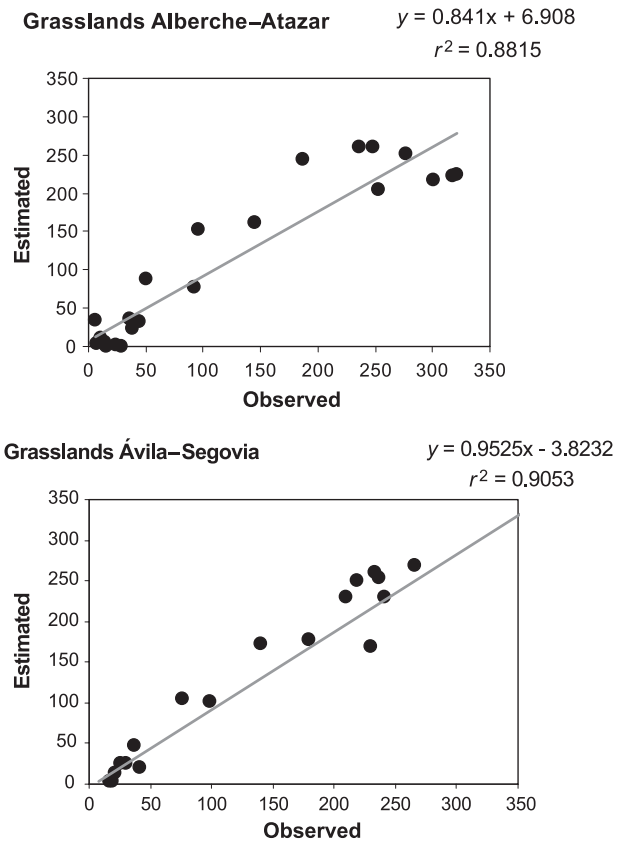 Grasslands Alberche–Atazar
y = 0.841x + 6.908
r² = 0.8815
350
300
250
200
150
100
50
0
Estimated
0 50 100 150 200 250 300 350
Observed
Grasslands Ávila–Segovia
y = 0.9525x - 3.8232
r² = 0.9053
350
300
250
200
150
100
50
0
Estimated
0 50 100 150 200 250 300 350
Observed